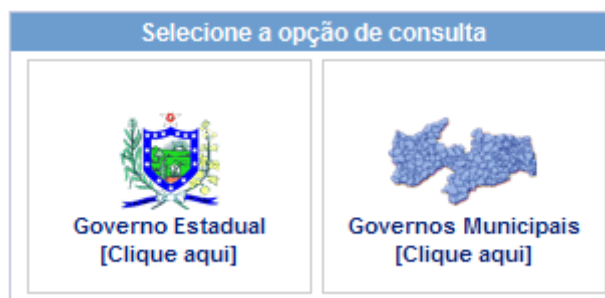 Selecione a opção de consulta
Governo Estadual
[Clique aqui]
Governos Municipais
[Clique aqui]